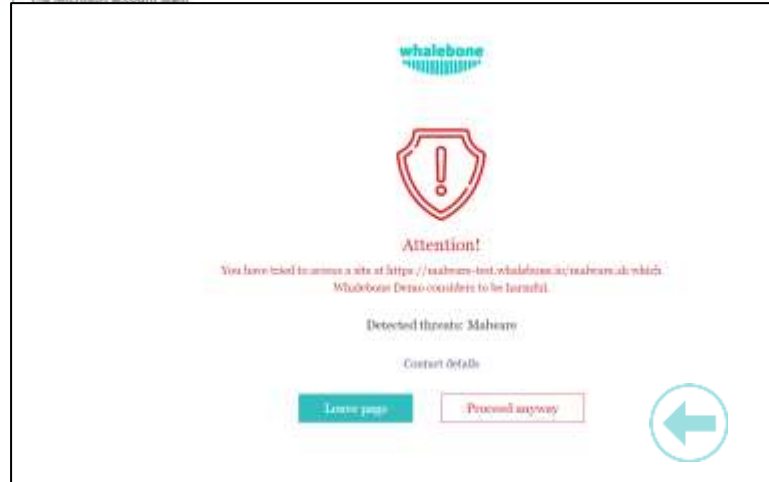 whalebone
Attention!
You have tried to access a site at https://malware-test.whalebone.io/malware.sk which
Whalebone Demo considers to be harmful.
Detected threats: Malware
Contact details
Leave page
Proceed anyway